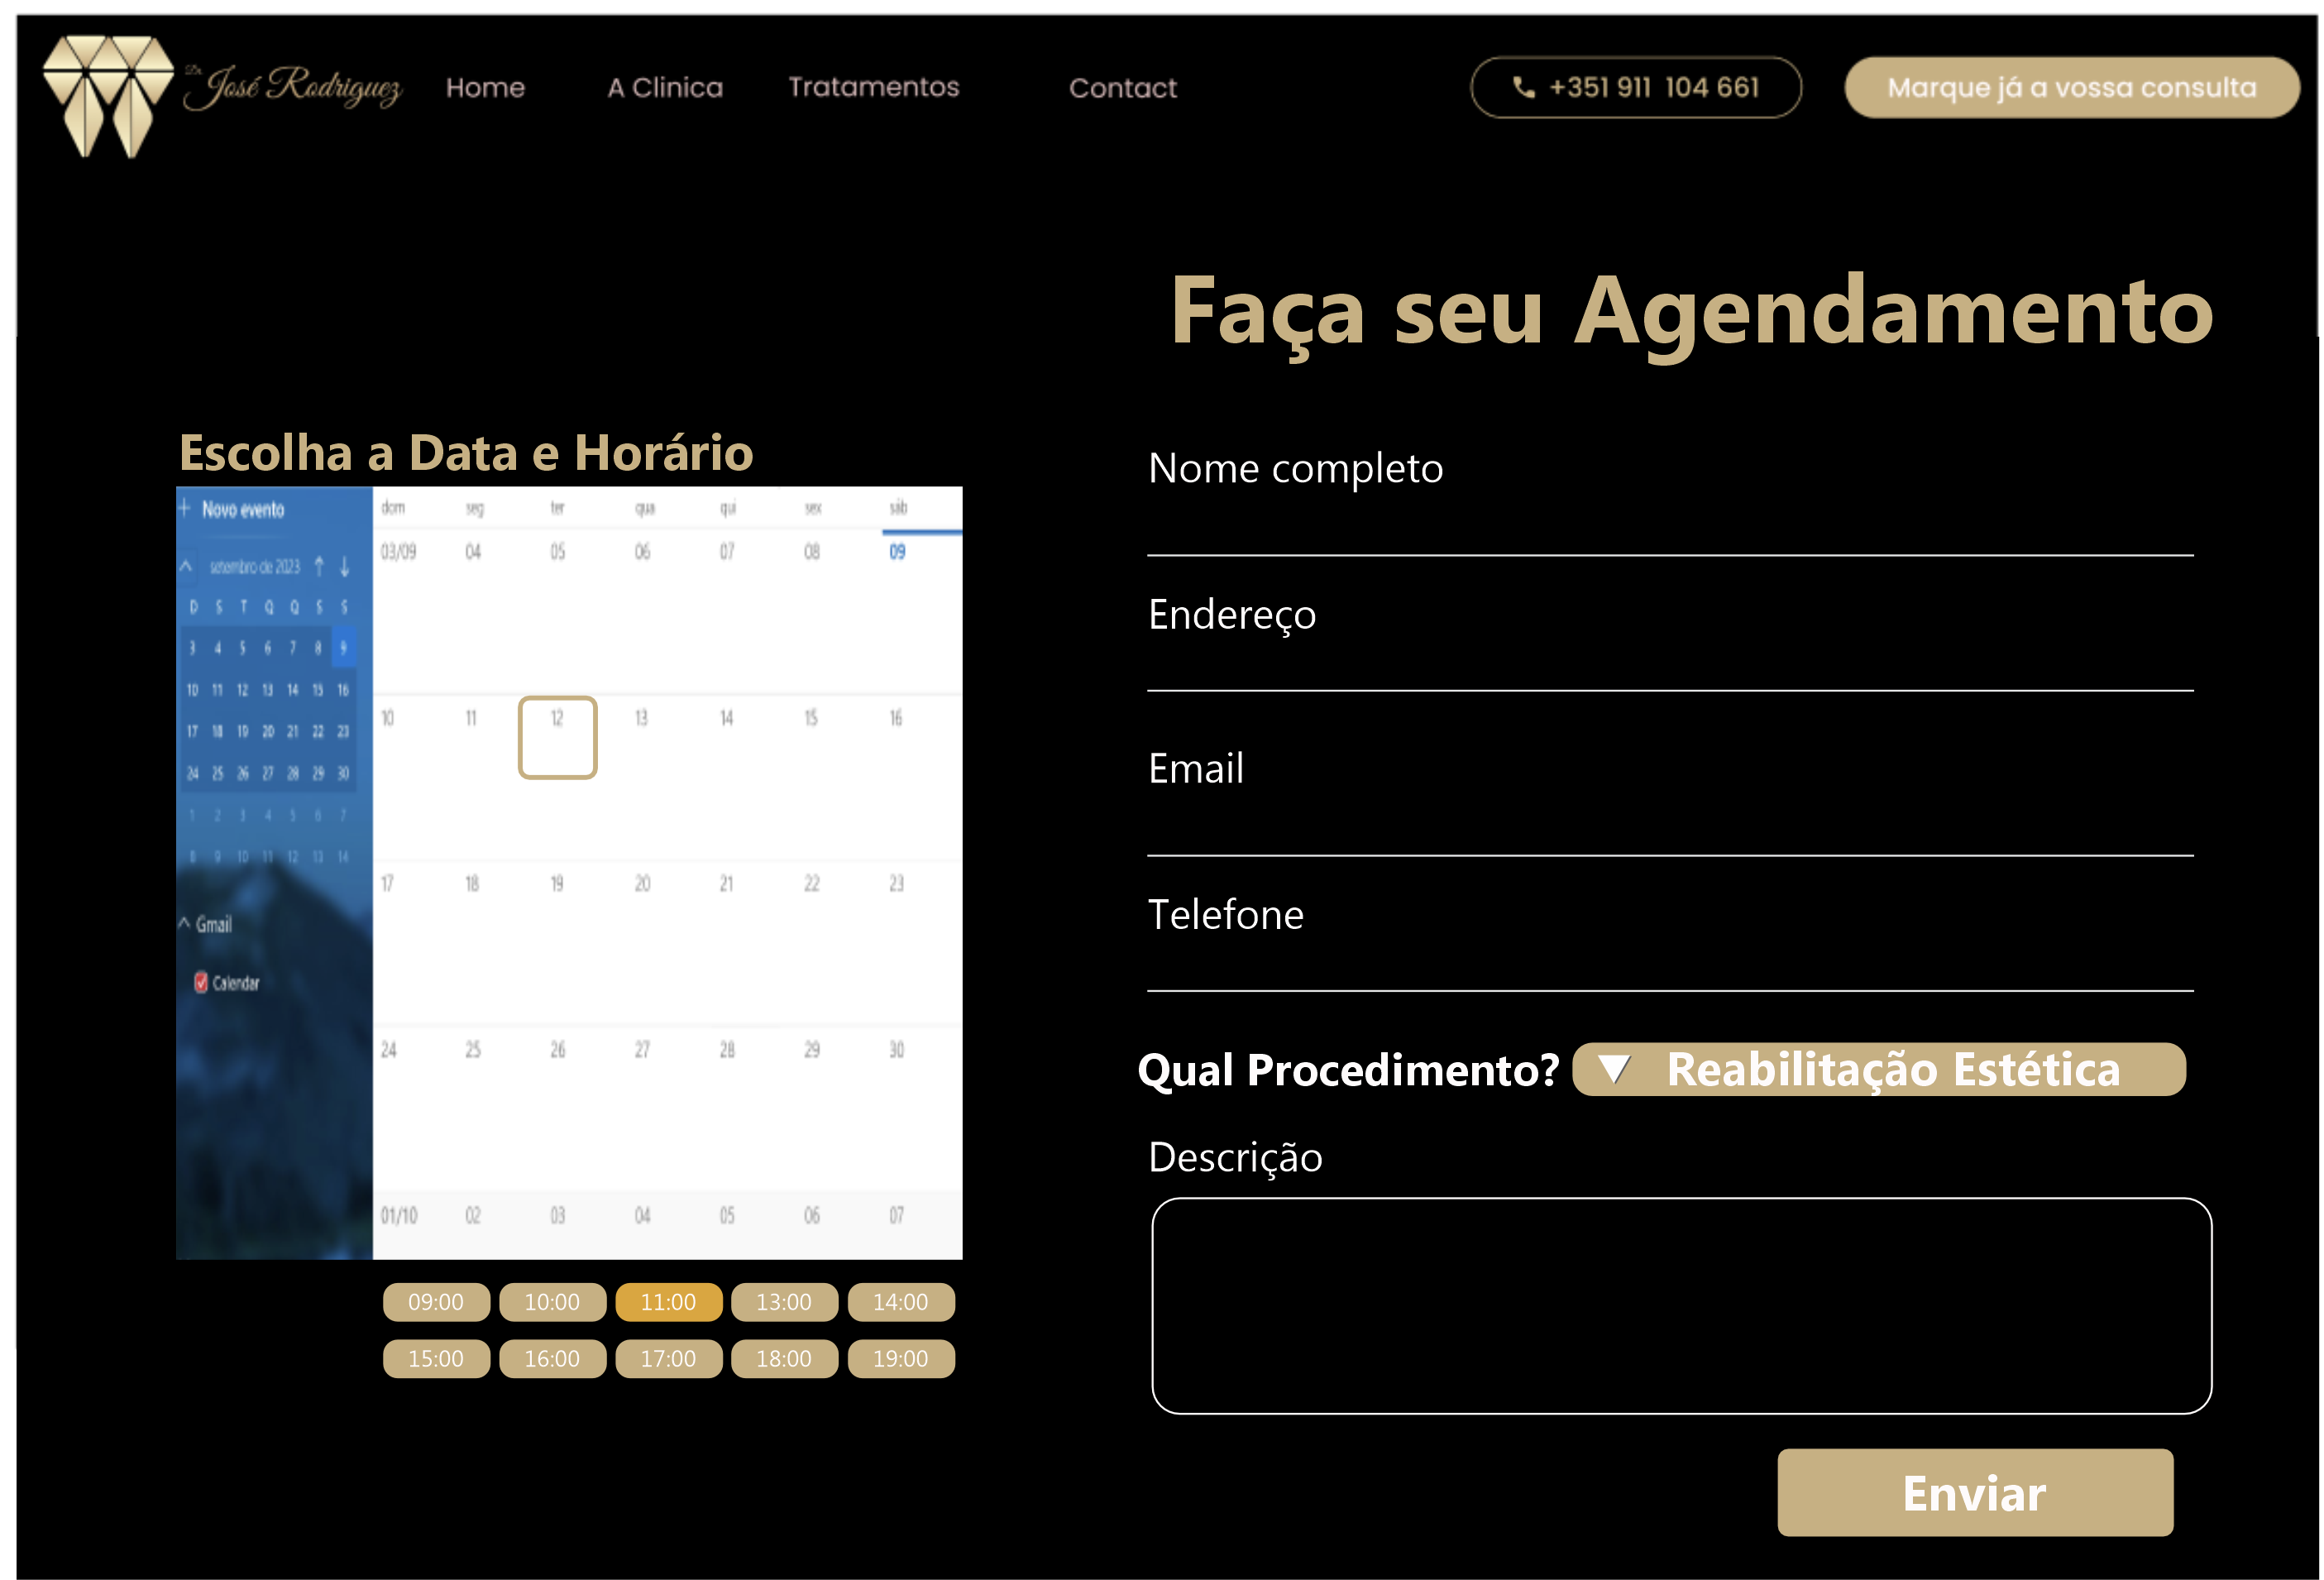 Dr. José Rodriguez
Home
A Clinica
Tratamentos
Contact
+351 911 104 661
Marque já a vossa consulta
Faça seu Agendamento
Escolha a Data e Horário
Novo evento
setembro de 2023
D S T Q Q S S
3 4 5 6 7 8 9
10 11 12 13 14 15 16
17 18 19 20 21 22 23
24 25 26 27 28 29 30
1 2 3 4 5 6 7
8 9 10 11 12 13 14
Gmail
Calendar
dom seg ter qua qui sex sáb
03/09 04 05 06 07 08 09
10 11 12 13 14 15 16
17 18 19 20 21 22 23
24 25 26 27 28 29 30
01/10 02 03 04 05 06 07
09:00 10:00 11:00 13:00 14:00
15:00 16:00 17:00 18:00 19:00
Nome completo
Endereço
Email
Telefone
Qual Procedimento?
Reabilitação Estética
Descrição
Enviar